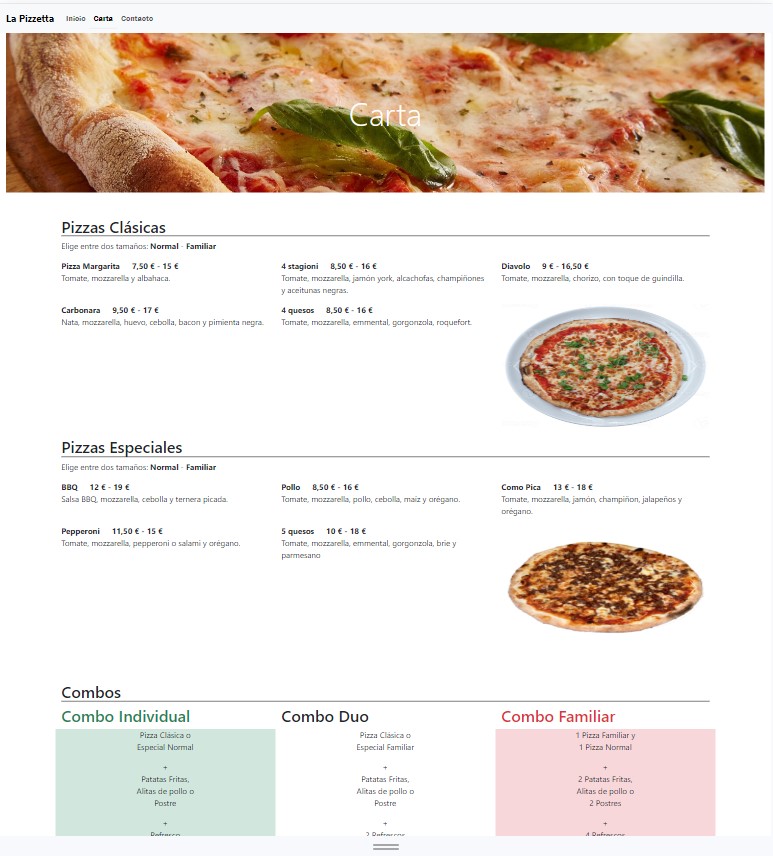 La Pizzetta Inicio Carta Contacto
Carta
Pizzas Clásicas
Elige entre dos tamaños: Normal - Familiar
Pizza Margarita 7,50 € - 15 €
Tomate, mozzarella y albahaca.
4 stagioni 8,50 € - 16 €
Tomate, mozzarella, jamón york, alcachofas, champiñones
y aceitunas negras.
Diavolo 9 € - 16,50 €
Tomate, mozzarella, chorizo, con toque de guindilla.
Carbonara 9,50 € - 17 €
Nata, mozzarella, huevo, cebolla, bacon y pimienta negra.
4 quesos 8,50 € - 16 €
Tomate, mozzarella, emmental, gorgonzola, roquefort.
Pizzas Especiales
Elige entre dos tamaños: Normal - Familiar
BBQ 12 € - 19 €
Salsa BBQ, mozzarella, cebolla y ternera picada.
Pollo 8,50 € - 16 €
Tomate, mozzarella, pollo, cebolla, maíz y orégano.
Como Pica 13 € - 18 €
Tomate, mozzarella, jamón, champiñon, jalapeños y
orégano.
Pepperoni 11,50 € - 15 €
Tomate, mozzarella, pepperoni o salami y orégano.
5 quesos 10 € - 18 €
Tomate, mozzarella, emmental, gorgonzola, brie y
parmesano
Combos
Combo Individual
Pizza Clásica o
Especial Normal
+
Patatas Fritas,
Alitas de pollo o
Postre
+
Refresco
Combo Duo
Pizza Clásica o
Especial Familiar
+
Patatas Fritas,
Alitas de pollo o
Postre
+
2 Refrescos
Combo Familiar
1 Pizza Familiar y
1 Pizza Normal
+
2 Patatas Fritas,
Alitas de pollo o
2 Postres
+
4 Refrescos